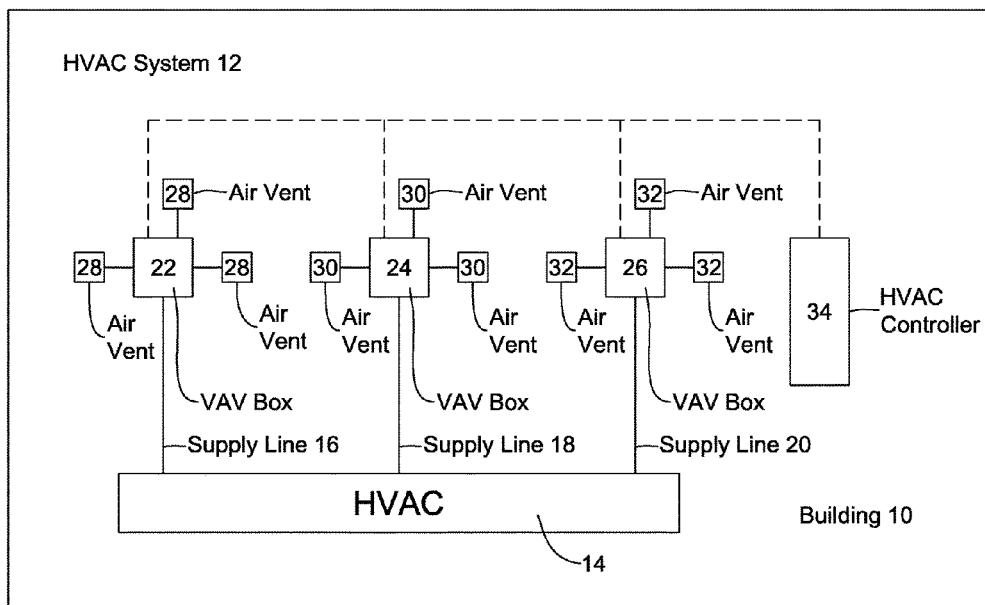 HVAC System 12
28 Air Vent
30 Air Vent
32 Air Vent
28 22 28
30 24 30
32 26 32
34
HVAC
Controller
Air
Vent
Air
Vent
Air
Vent
Air
Vent
Air
Vent
Air
Vent
VAV Box
VAV Box
VAV Box
Supply Line 16
Supply Line 18
Supply Line 20
HVAC
Building 10
14